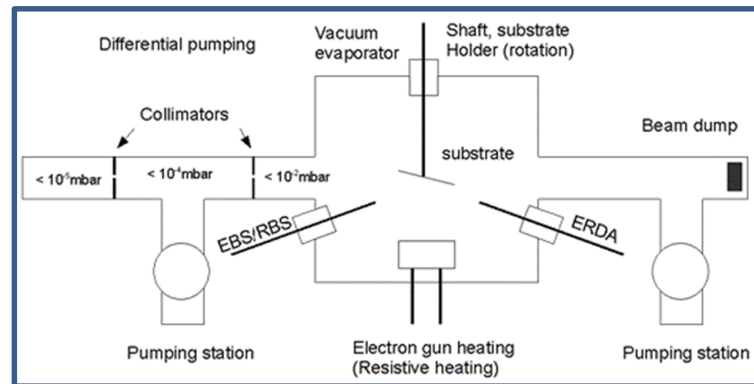 Differential pumping
Vacuum
evaporator
Shaft, substrate
Holder (rotation)
Collimators
Beam dump
substrate
< 10⁻⁵mbar
< 10⁻⁴mbar
< 10⁻²mbar
EBS/RBS
ERDA
Pumping station
Electron gun heating
(Resistive heating)
Pumping station